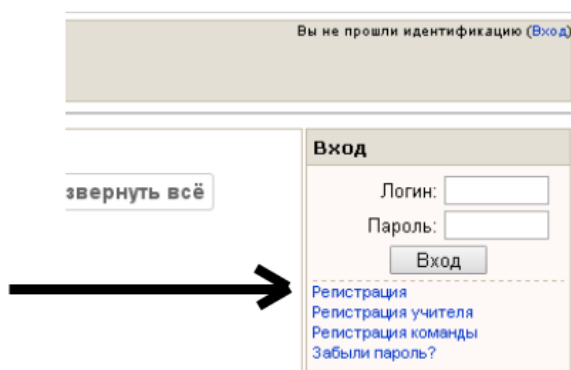 Вы не прошли идентификацию (Вход)
Вход
звернуть всё
Логин:
Пароль:
Вход
Регистрация
Регистрация учителя
Регистрация команды
Забыли пароль?